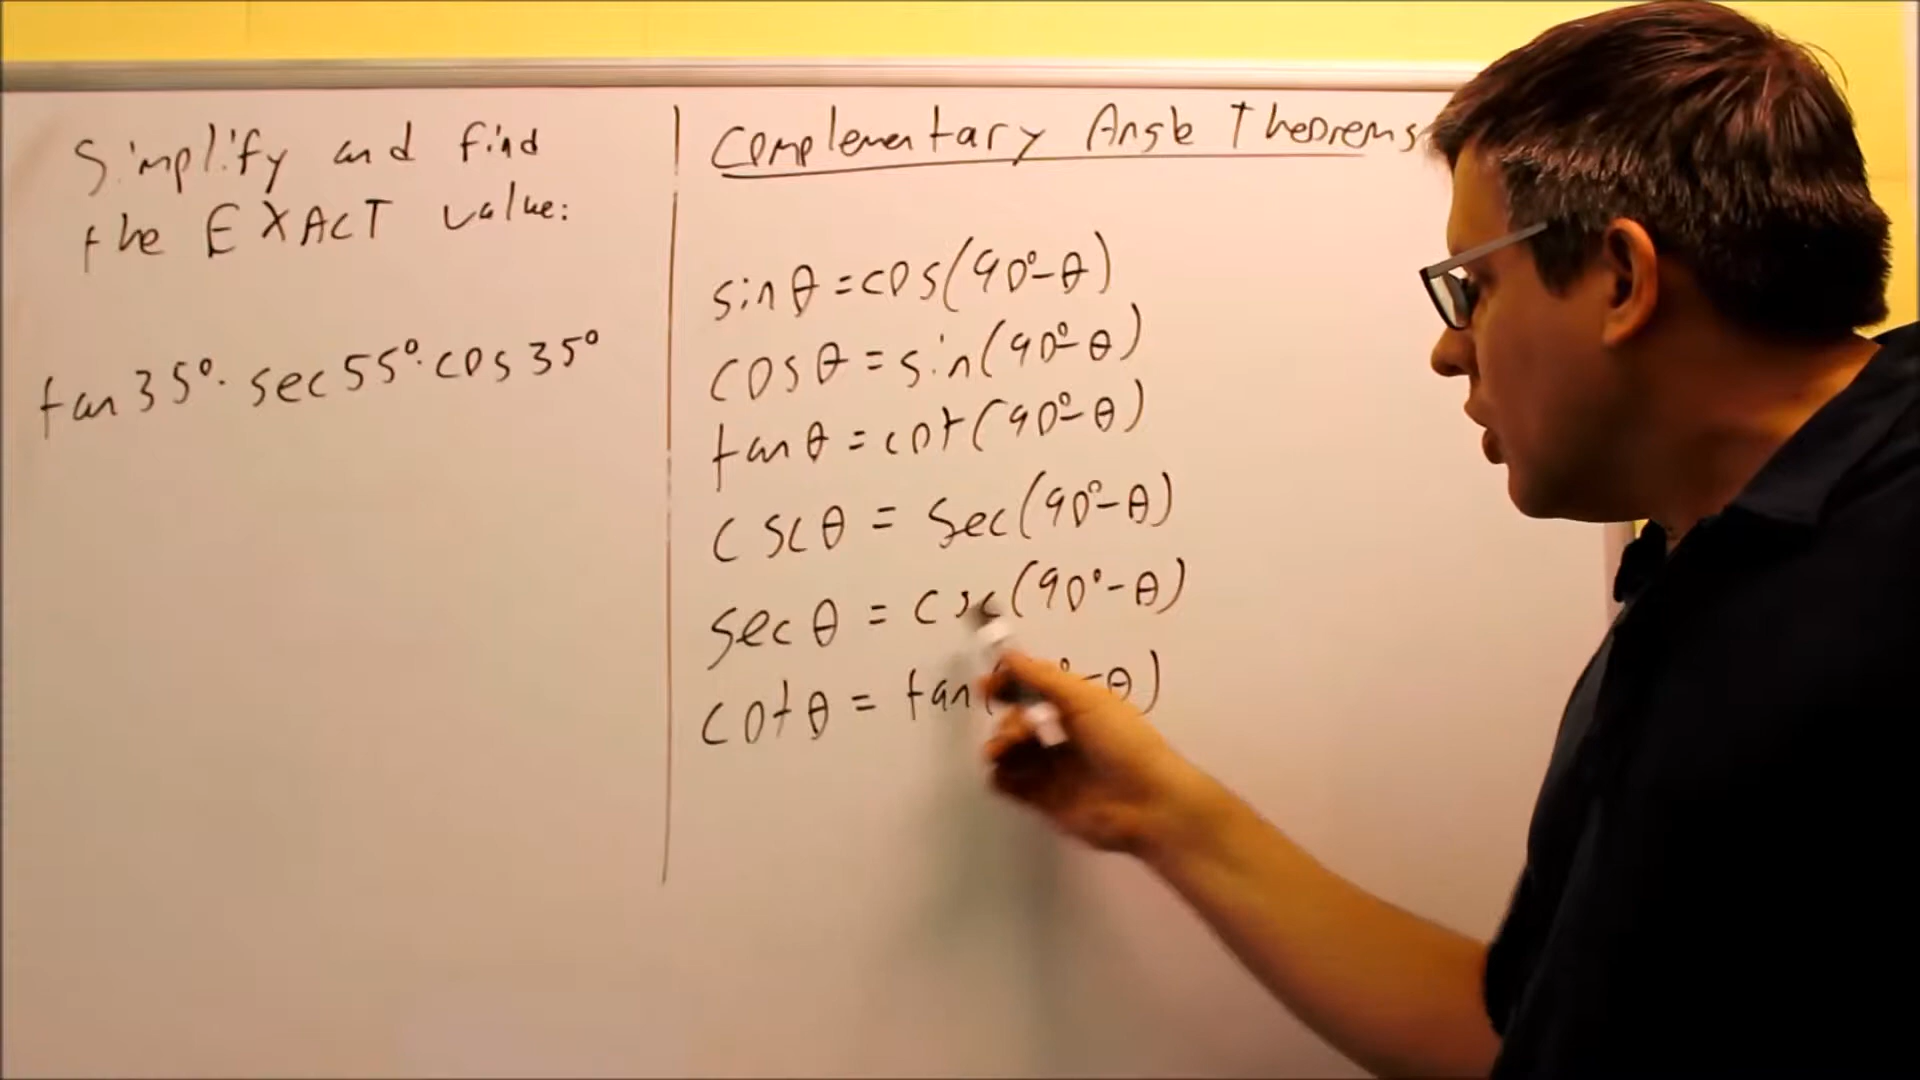 Simplify and find
the EXACT value:
tan 35°· sec 55°· cos 35°
Complementary Angle Theorems
sin θ = cos(90°-θ)
cos θ = sin(90°-θ)
tan θ = cot(90°-θ)
csc θ = sec(90°-θ)
sec θ = csc(90°-θ)
cot θ = tan( -θ)